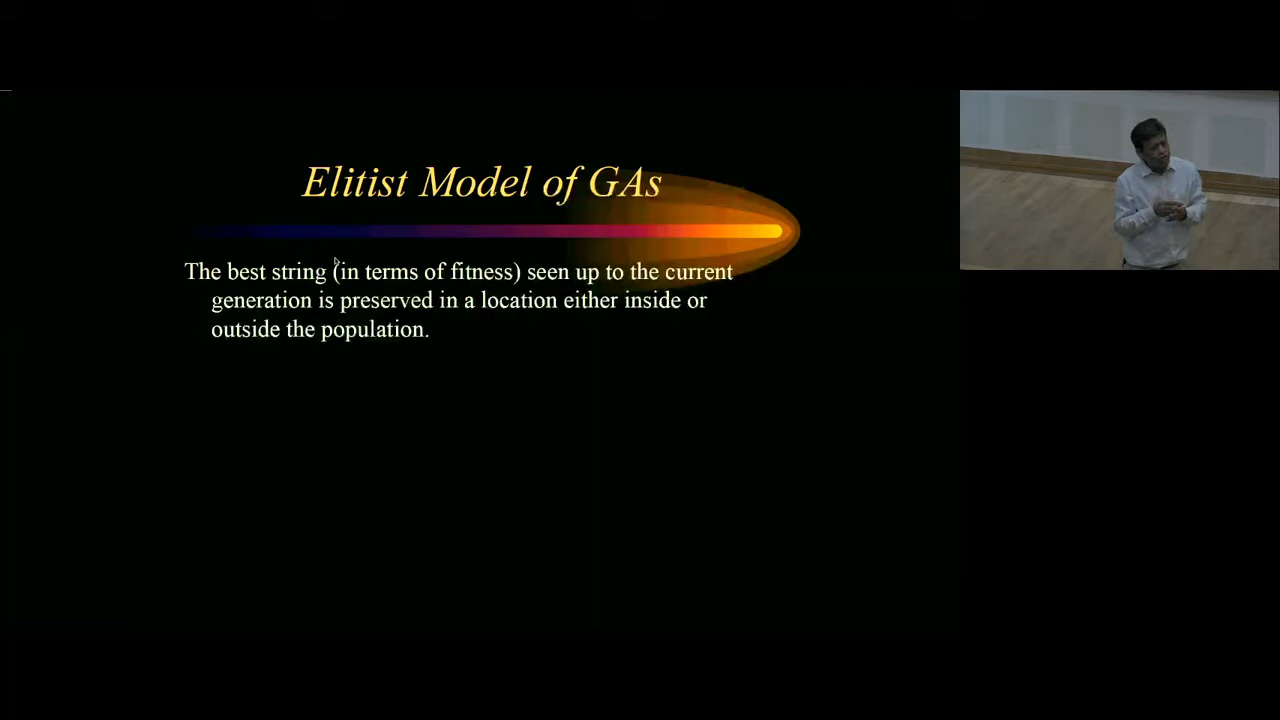 Elitist Model of GAs
The best string (in terms of fitness) seen up to the current
generation is preserved in a location either inside or
outside the population.